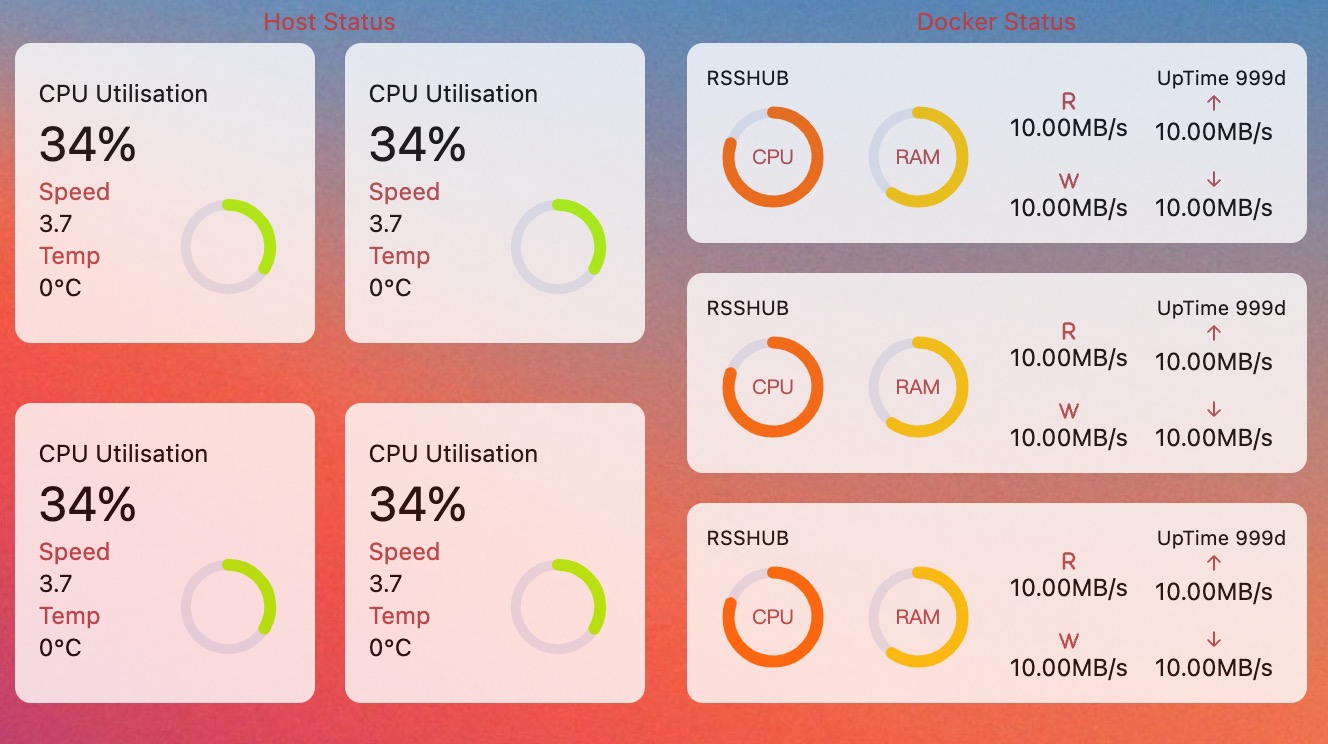 Host Status
CPU Utilisation
34%
Speed
3.7
Temp
0°C
CPU Utilisation
34%
Speed
3.7
Temp
0°C
CPU Utilisation
34%
Speed
3.7
Temp
0°C
CPU Utilisation
34%
Speed
3.7
Temp
0°C
Docker Status
RSSHUB
UpTime 999d
CPU
RAM
R
10.00MB/s
↑
10.00MB/s
W
10.00MB/s
↓
10.00MB/s
RSSHUB
UpTime 999d
CPU
RAM
R
10.00MB/s
↑
10.00MB/s
W
10.00MB/s
↓
10.00MB/s
RSSHUB
UpTime 999d
CPU
RAM
R
10.00MB/s
↑
10.00MB/s
W
10.00MB/s
↓
10.00MB/s